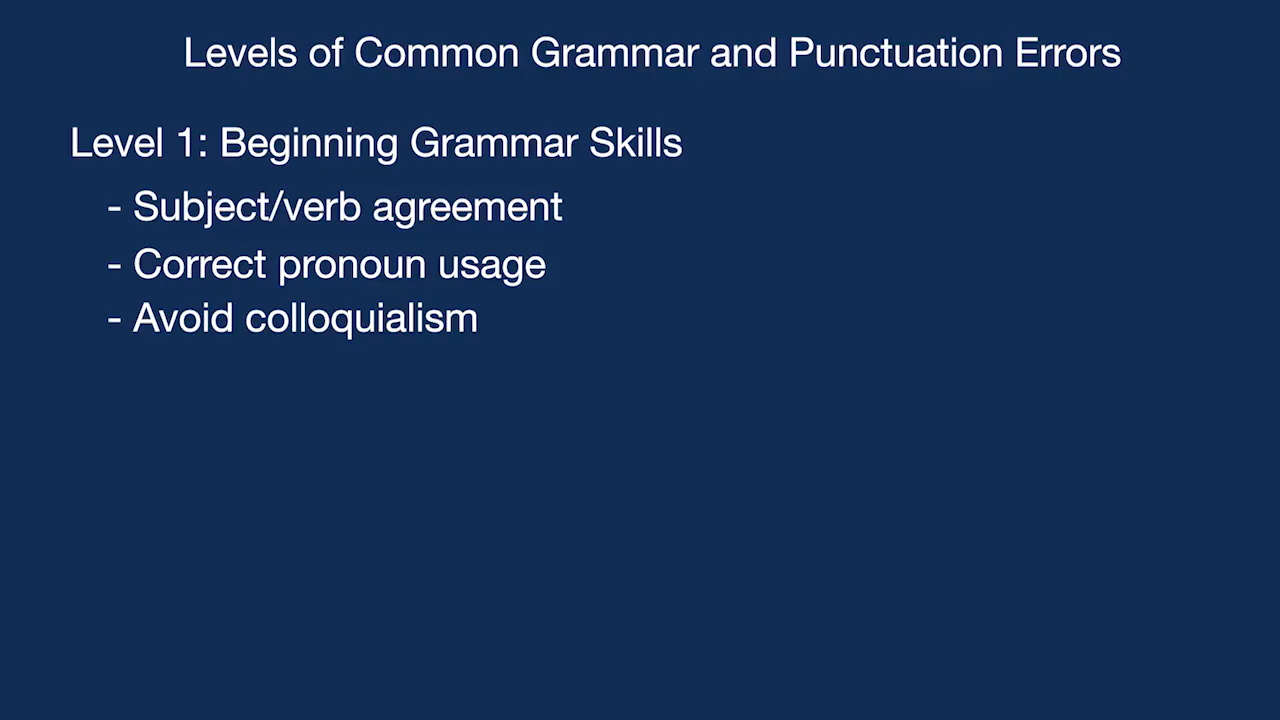 Levels of Common Grammar and Punctuation Errors
Level 1: Beginning Grammar Skills
- Subject/verb agreement
- Correct pronoun usage
- Avoid colloquialism